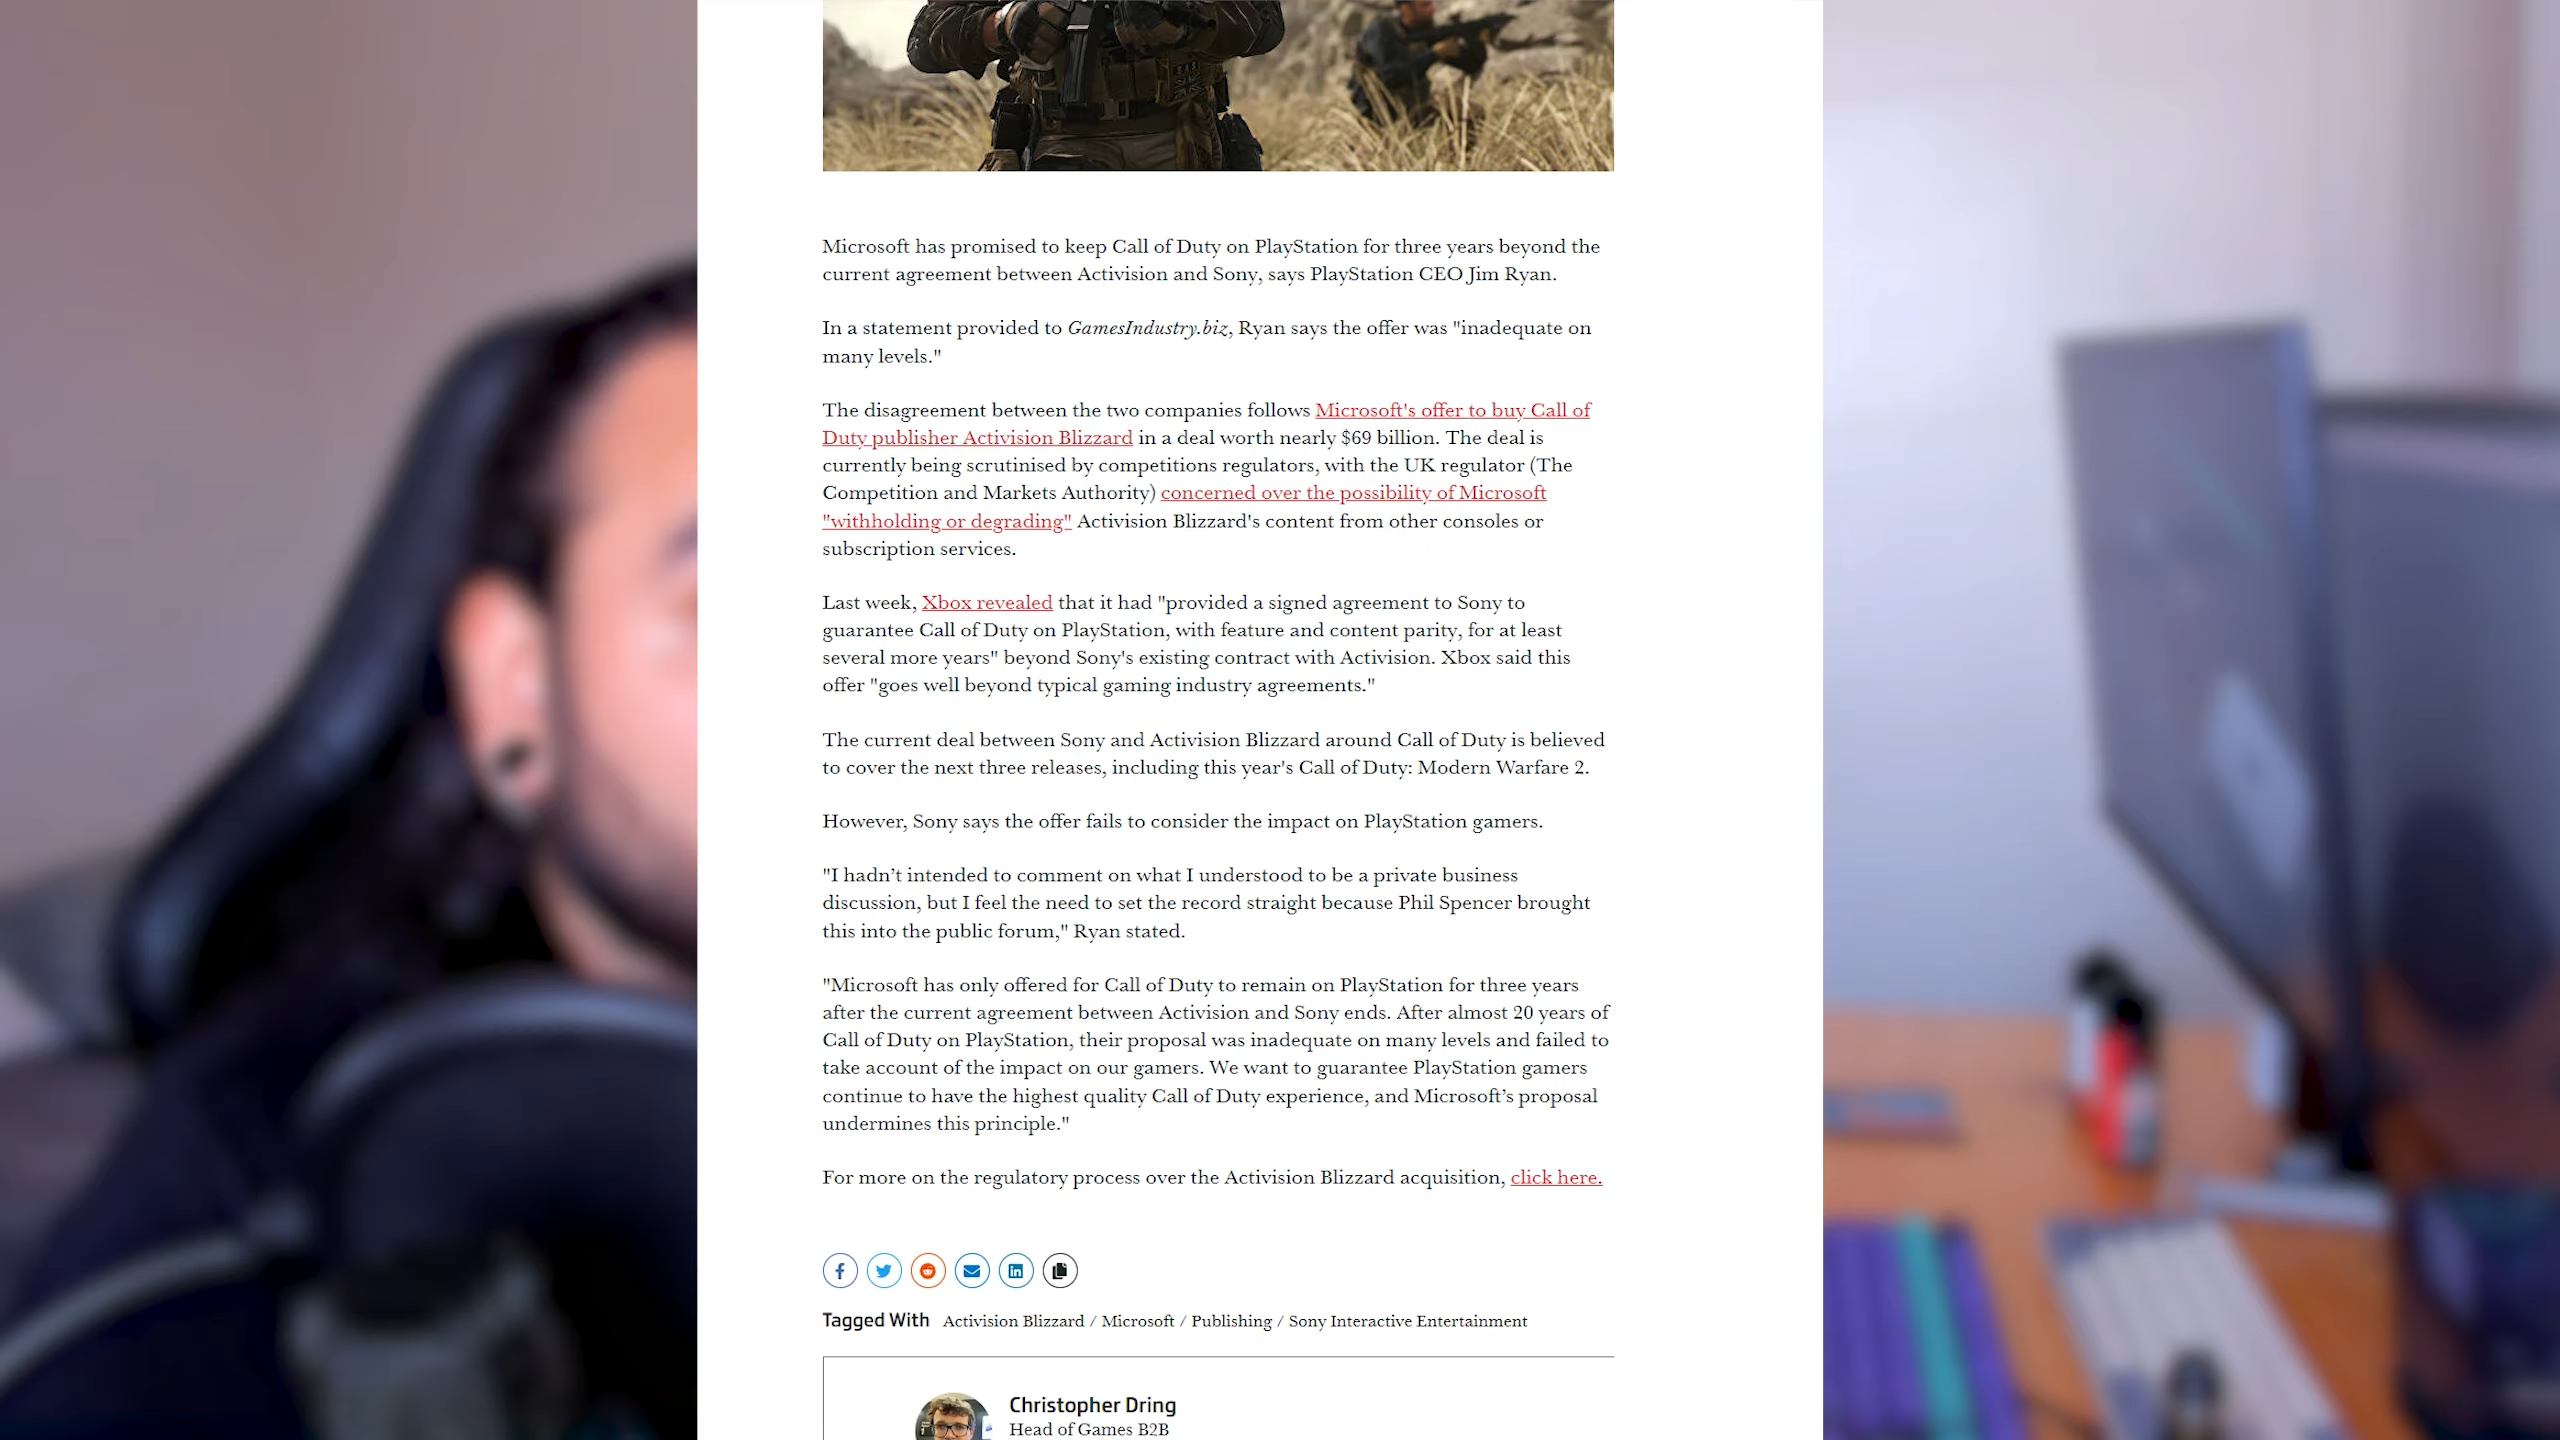 Microsoft has promised to keep Call of Duty on PlayStation for three years beyond the
current agreement between Activision and Sony, says PlayStation CEO Jim Ryan.
In a statement provided to GamesIndustry.biz, Ryan says the offer was "inadequate on
many levels."
The disagreement between the two companies follows Microsoft's offer to buy Call of
Duty publisher Activision Blizzard in a deal worth nearly $69 billion. The deal is
currently being scrutinised by competitions regulators, with the UK regulator (The
Competition and Markets Authority) concerned over the possibility of Microsoft
"withholding or degrading" Activision Blizzard's content from other consoles or
subscription services.
Last week, Xbox revealed that it had "provided a signed agreement to Sony to
guarantee Call of Duty on PlayStation, with feature and content parity, for at least
several more years" beyond Sony's existing contract with Activision. Xbox said this
offer "goes well beyond typical gaming industry agreements."
The current deal between Sony and Activision Blizzard around Call of Duty is believed
to cover the next three releases, including this year's Call of Duty: Modern Warfare 2.
However, Sony says the offer fails to consider the impact on PlayStation gamers.
"I hadn’t intended to comment on what I understood to be a private business
discussion, but I feel the need to set the record straight because Phil Spencer brought
this into the public forum," Ryan stated.
"Microsoft has only offered for Call of Duty to remain on PlayStation for three years
after the current agreement between Activision and Sony ends. After almost 20 years of
Call of Duty on PlayStation, their proposal was inadequate on many levels and failed to
take account of the impact on our gamers. We want to guarantee PlayStation gamers
continue to have the highest quality Call of Duty experience, and Microsoft’s proposal
undermines this principle."
For more on the regulatory process over the Activision Blizzard acquisition, click here.
Tagged With Activision Blizzard / Microsoft / Publishing / Sony Interactive Entertainment
Christopher Dring
Head of Games B2B